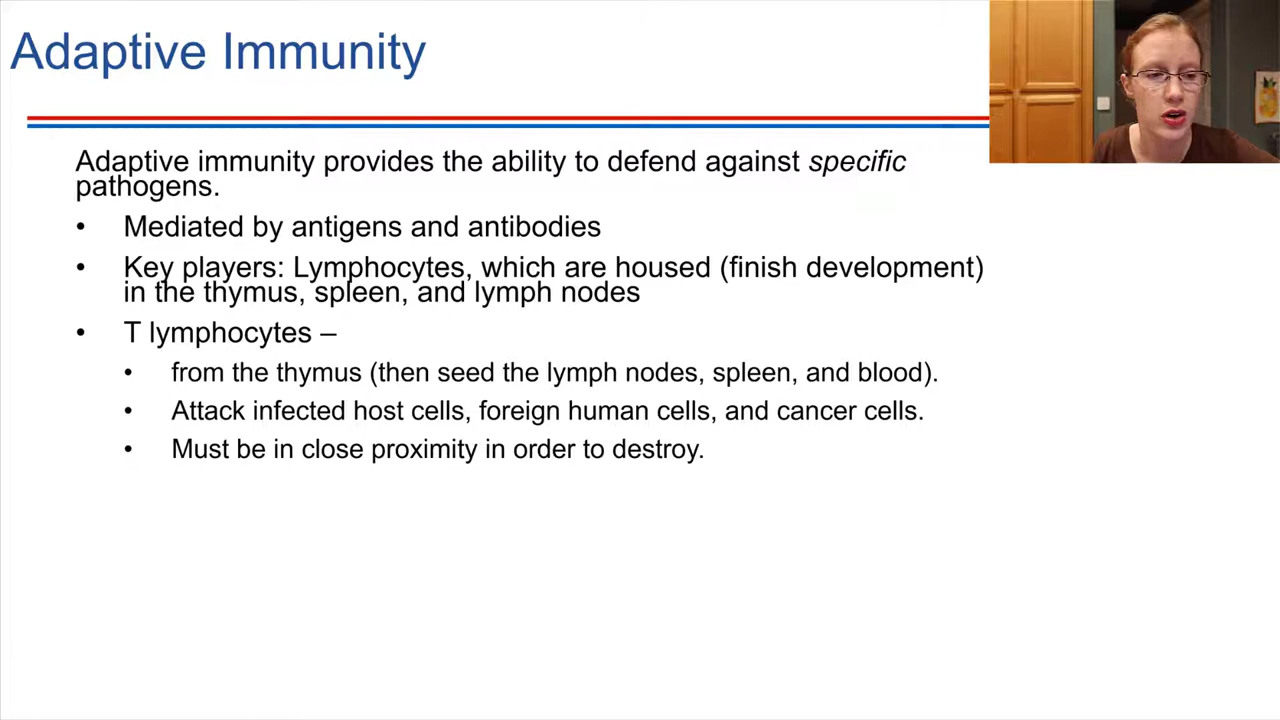 Adaptive Immunity
Adaptive immunity provides the ability to defend against specific
pathogens.
• Mediated by antigens and antibodies
• Key players: Lymphocytes, which are housed (finish development)
in the thymus, spleen, and lymph nodes
• T lymphocytes –
• from the thymus (then seed the lymph nodes, spleen, and blood).
• Attack infected host cells, foreign human cells, and cancer cells.
• Must be in close proximity in order to destroy.